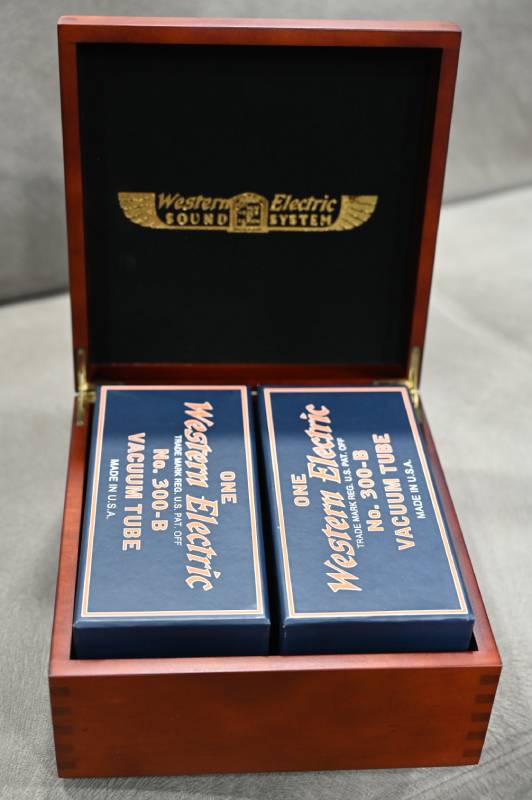 Western Electric
SOUND SYSTEM
ONE
Western Electric
TRADE MARK REG. U.S. PAT. OFF
No. 300-B
VACUUM TUBE
MADE IN U.S.A.
ONE
Western Electric
TRADE MARK REG. U.S. PAT. OFF
No. 300-B
VACUUM TUBE
MADE IN U.S.A.